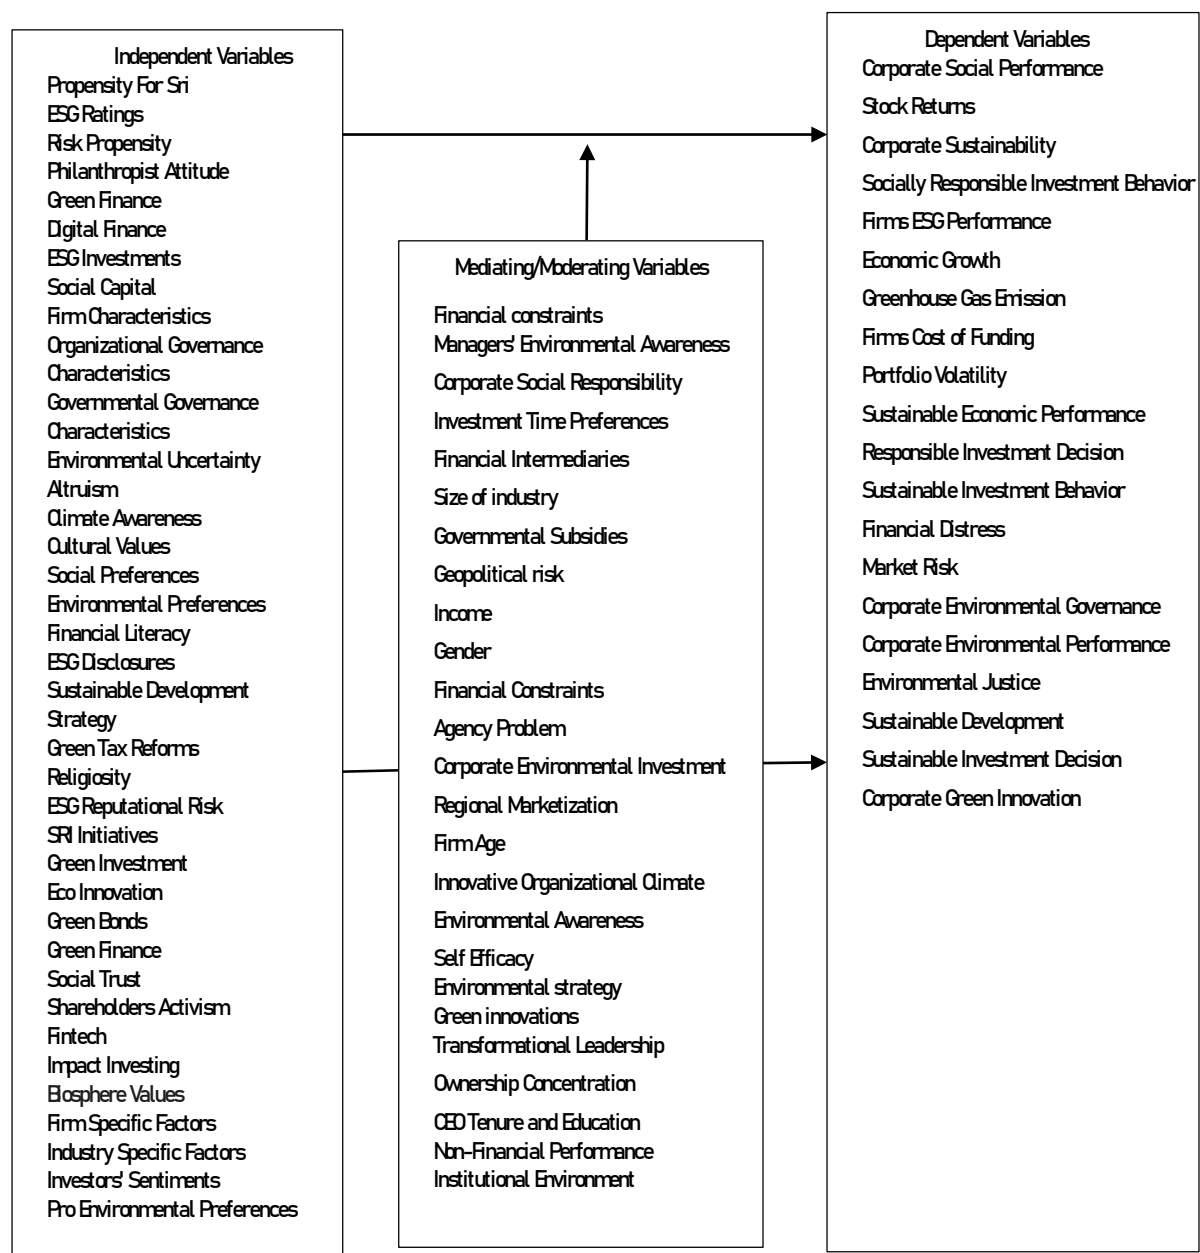 Independent Variables
Propensity For Sri
ESG Ratings
Risk Propensity
Philanthropist Attitude
Green Finance
Digital Finance
ESG Investments
Social Capital
Firm Characteristics
Organizational Governance
Characteristics
Governmental Governance
Characteristics
Environmental Uncertainty
Altruism
Climate Awareness
Cultural Values
Social Preferences
Environmental Preferences
Financial Literacy
ESG Disclosures
Sustainable Development
Strategy
Green Tax Reforms
Religiosity
ESG Reputational Risk
SRI Initiatives
Green Investment
Eco Innovation
Green Bonds
Green Finance
Social Trust
Shareholders Activism
Fintech
Impact Investing
Biosphere Values
Firm Specific Factors
Industry Specific Factors
Investors' Sentiments
Pro Environmental Preferences
Mediating/Moderating Variables
Financial constraints
Managers' Environmental Awareness
Corporate Social Responsibility
Investment Time Preferences
Financial Intermediaries
Size of industry
Governmental Subsidies
Geopolitical risk
Income
Gender
Financial Constraints
Agency Problem
Corporate Environmental Investment
Regional Marketization
Firm Age
Innovative Organizational Climate
Environmental Awareness
Self Efficacy
Environmental strategy
Green innovations
Transformational Leadership
Ownership Concentration
CEO Tenure and Education
Non-Financial Performance
Institutional Environment
Dependent Variables
Corporate Social Performance
Stock Returns
Corporate Sustainability
Socially Responsible Investment Behavior
Firms ESG Performance
Economic Growth
Greenhouse Gas Emission
Firms Cost of Funding
Portfolio Volatility
Sustainable Economic Performance
Responsible Investment Decision
Sustainable Investment Behavior
Financial Distress
Market Risk
Corporate Environmental Governance
Corporate Environmental Performance
Environmental Justice
Sustainable Development
Sustainable Investment Decision
Corporate Green Innovation